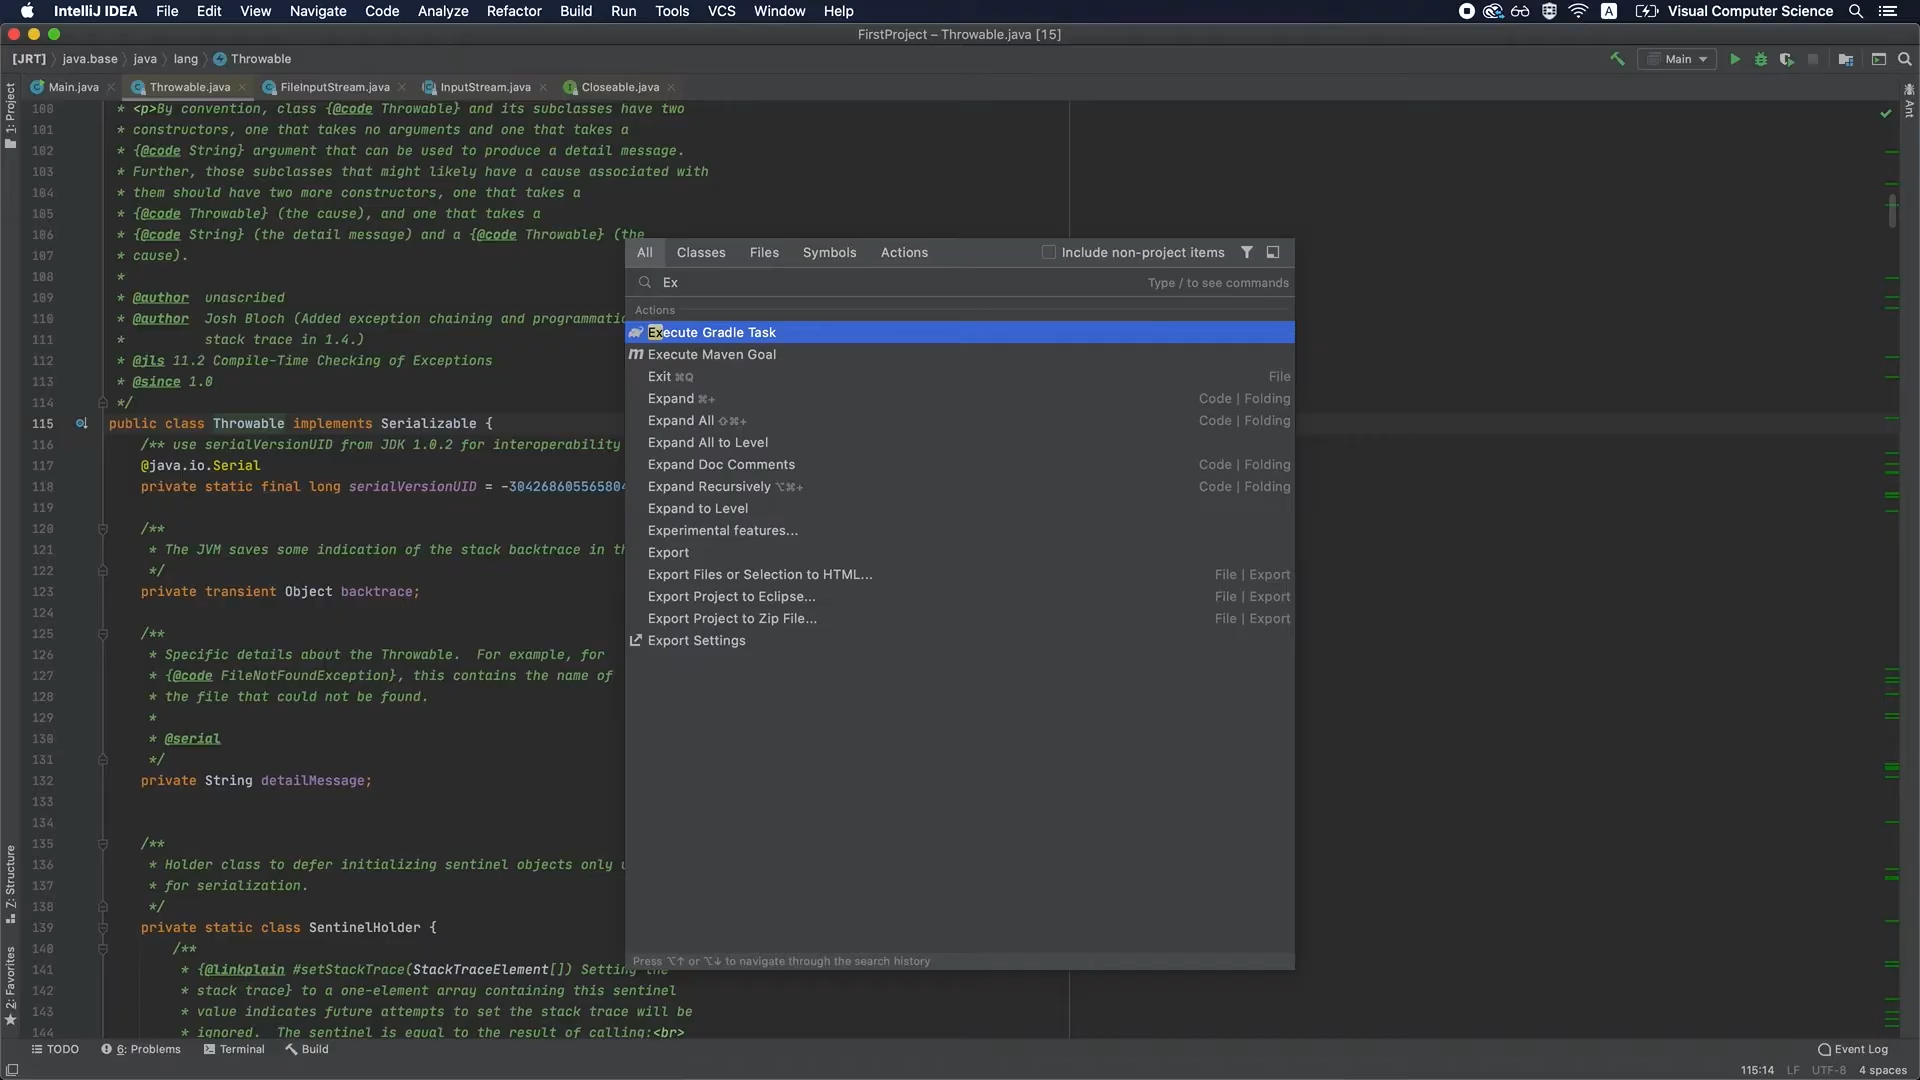 IntelliJ IDEA File Edit View Navigate Code Analyze Refactor Build Run Tools VCS Window Help A Visual Computer Science
FirstProject – Throwable.java [15]
[JRT] java.base java lang Throwable Main
Main.java Throwable.java FileInputStream.java InputStream.java Closeable.java
1: Project
Ant
100 * <p>By convention, class {@code Throwable} and its subclasses have two
101 * constructors, one that takes no arguments and one that takes a
102 * {@code String} argument that can be used to produce a detail message.
103 * Further, those subclasses that might likely have a cause associated with
104 * them should have two more constructors, one that takes a
105 * {@code Throwable} (the cause), and one that takes a
106 * {@code String} (the detail message) and a {@code Throwable} (the
107 * cause).
108 *
109 * @author unascribed
110 * @author Josh Bloch (Added exception chaining and programmatic
111 * stack trace in 1.4.)
112 * @jls 11.2 Compile-Time Checking of Exceptions
113 * @since 1.0
114 */
115 public class Throwable implements Serializable {
116 /** use serialVersionUID from JDK 1.0.2 for interoperability
117 @java.io.Serial
118 private static final long serialVersionUID = -304268605565804
119
120 /**
121 * The JVM saves some indication of the stack backtrace in th
122 */
123 private transient Object backtrace;
124
125 /**
126 * Specific details about the Throwable. For example, for
127 * {@code FileNotFoundException}, this contains the name of
128 * the file that could not be found.
129 *
130 * @serial
131 */
132 private String detailMessage;
133
134
135 /**
136 * Holder class to defer initializing sentinel objects only u
137 * for serialization.
138 */
139 private static class SentinelHolder {
140 /**
141 * {@linkplain #setStackTrace(StackTraceElement[]) Setting the
142 * stack trace} to a one-element array containing this sentinel
143 * value indicates future attempts to set the stack trace will be
144 * ignored. The sentinel is equal to the result of calling:<br>
All Classes Files Symbols Actions Include non-project items
Ex Type / to see commands
Actions
Execute Gradle Task
m Execute Maven Goal
Exit ⌘Q File
Expand ⌘+ Code | Folding
Expand All ⇧⌘+ Code | Folding
Expand All to Level
Expand Doc Comments Code | Folding
Expand Recursively ⌥⌘+ Code | Folding
Expand to Level
Experimental features...
Export
Export Files or Selection to HTML... File | Export
Export Project to Eclipse... File | Export
Export Project to Zip File... File | Export
Export Settings
Press ⌥↑ or ⌥↓ to navigate through the search history
Z: Structure
2: Favorites
TODO 6: Problems Terminal Build Event Log
115:14 LF UTF-8 4 spaces